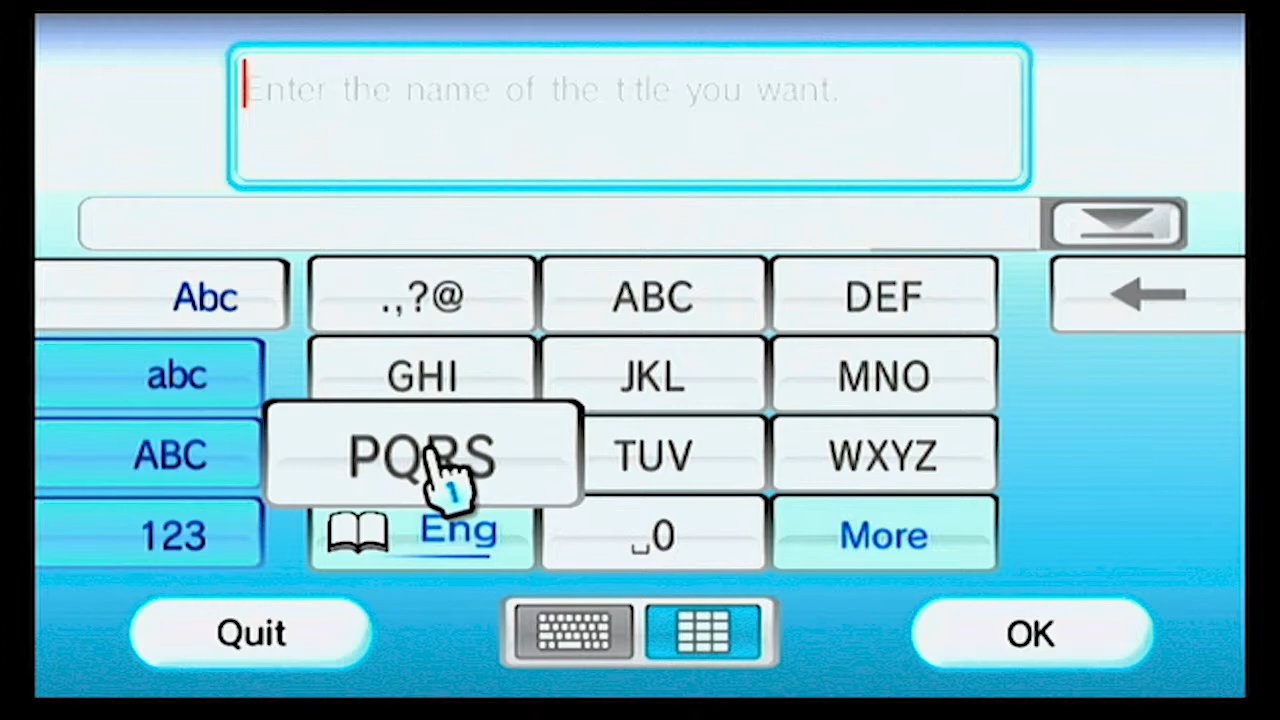 Enter the name of the title you want.
Abc .,?@ ABC DEF
abc GHI JKL MNO
ABC PQRS TUV WXYZ
1
123 Eng ␣0 More
Quit OK